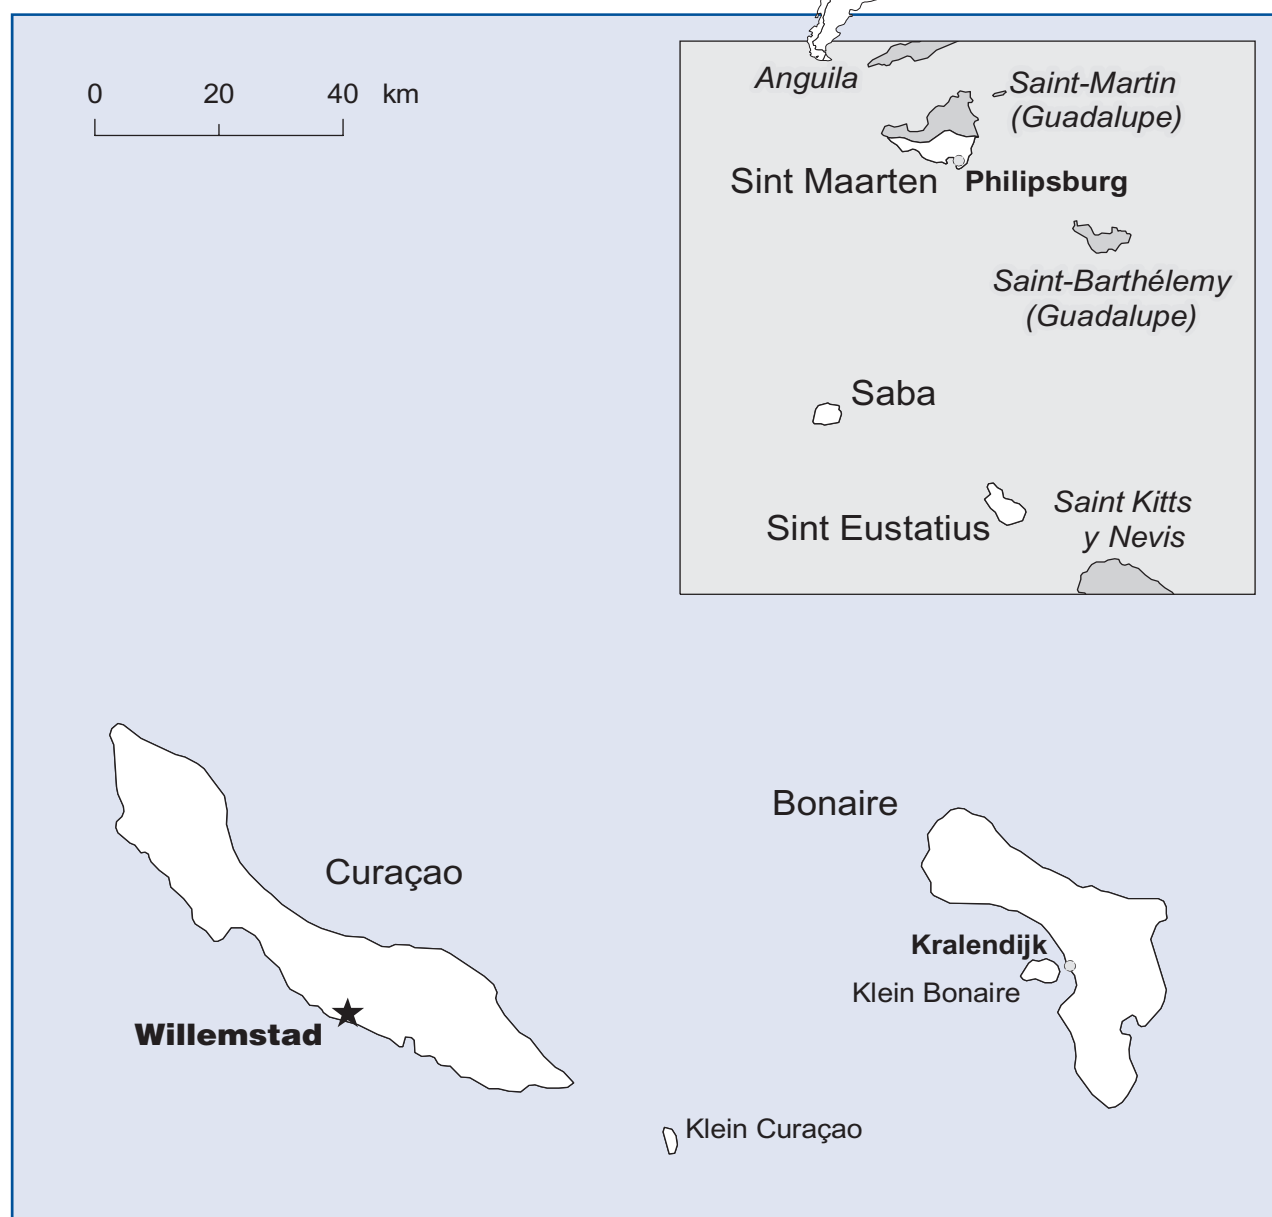 0 20 40 km
Anguila
Saint-Martin
(Guadalupe)
Sint Maarten
Philipsburg
Saint-Barthélemy
(Guadalupe)
Saba
Sint Eustatius
Saint Kitts
y Nevis
Bonaire
Curaçao
Kralendijk
Klein Bonaire
Willemstad
Klein Curaçao